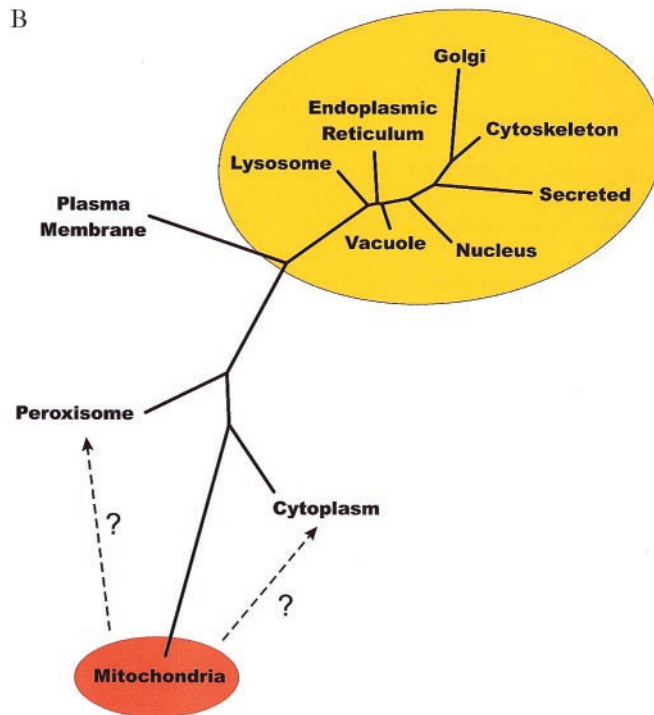 B
Golgi
Endoplasmic
Reticulum
Cytoskeleton
Lysosome
Secreted
Plasma
Membrane
Vacuole
Nucleus
Peroxisome
Cytoplasm
?
?
Mitochondria